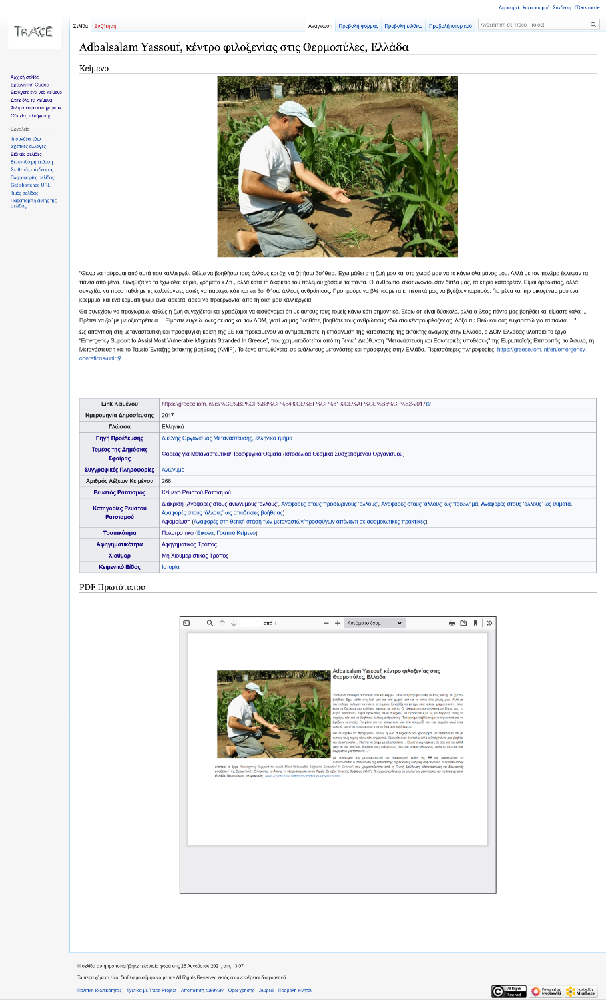 Δημιουργία λογαριασμού Σύνδεση Dark mode
TRACE
Σελίδα Συζήτηση Ανάγνωση Προβολή φόρμας Προβολή κώδικα Προβολή ιστορικού Αναζήτηση σε Trace Project
Αρχική σελίδα
Ερευνητική Ομάδα
Εισάγετε ένα νέο κείμενο
Δείτε όλα τα κείμενα
Φιλτράρισμα κατηγοριών
Οδηγίες πλοήγησης
Εργαλεία
Τι συνδέει εδώ
Σχετικές αλλαγές
Ειδικές σελίδες
Εκτυπώσιμη έκδοση
Σταθερός σύνδεσμος
Πληροφορίες σελίδας
Get shortened URL
Τιμές σελίδας
Παραπομπή αυτής της
σελίδας
Adbalsalam Yassouf, κέντρο φιλοξενίας στις Θερμοπύλες, Ελλάδα
Κείμενο
"Θέλω να τρέφομαι από αυτά που καλλιεργώ. Θέλω να βοηθήσω τους άλλους και όχι να ζητήσω βοήθεια. Έχω μάθει στη ζωή μου και στο χωριό μου να τα κάνω όλα μόνος μου. Αλλά με τον πόλεμο έκλεψαν τα
πάντα από μένα. Συνήθιζα να τα έχω όλα: κτίρια, χρήματα κ.λπ., αλλά κατά τη διάρκεια του πολέμου χάσαμε τα πάντα. Οι άνθρωποι σκοτωνόντουσαν δίπλα μας, τα κτίρια κατάρρεαν. Είμαι άρρωστος, αλλά
συνεχίζω να προσπαθώ με τις καλλιέργειες αυτές να παράγω κάτι και να βοηθήσω άλλους ανθρώπους. Προτιμούμε να βλέπουμε τα κηπευτικά μας να βγάζουν καρπούς. Για μένα και την οικογένεια μου ένα
κρεμμύδι και ένα κομμάτι ψωμί είναι αρκετά, αρκεί να προέρχονται από τη δική μου καλλιέργεια.
Θα συνεχίσω να προχωράω, καθώς η ζωή συνεχίζεται και χρειάζομαι να αισθάνομαι ότι με αυτούς τους τομείς κάνω κάτι σημαντικό. Ξέρω ότι είναι δύσκολο, αλλά ο Θεός πάντα μας βοηθάει και είμαστε καλά ...
Πρέπει να ζούμε με αξιοπρέπεια ... Είμαστε ευγνώμονες σε σας και τον ΔΟΜ, γιατί να μας βοηθάτε, βοηθάτε τους ανθρώπους εδώ στο κέντρο φιλοξενίας. Δόξα τω Θεώ και σας ευχαριστώ για τα πάντα ... "
Ως απάντηση στη μεταναστευτική και προσφυγική κρίση της ΕΕ και προκειμένου να αντιμετωπιστεί η επιδείνωση της κατάστασης της έκτακτης ανάγκης στην Ελλάδα, ο ΔΟΜ Ελλάδας υλοποιεί το έργο
"Emergency Support to Assist Most Vulnerable Migrants Stranded In Greece", που χρηματοδοτείται από τη Γενική Διεύθυνση "Μετανάστευση και Εσωτερικές υποθέσεις" της Ευρωπαϊκής Επιτροπής, το Άσυλο, τη
Μετανάστευση και το Ταμείο Ένταξης έκτακτης βοήθειας (AMIF). Το έργο απευθύνεται σε ευάλωτους μετανάστες και πρόσφυγες στην Ελλάδα. Περισσότερες πληροφορίες: https://greece.iom.int/en/emergency-
operations-unit
Link Κειμένου https://greece.iom.int/el/%CE%B9%CF%83%CF%84%CE%BF%CF%81%CE%AF%CE%B5%CF%82-2017
Ημερομηνία Δημοσίευσης 2017
Γλώσσα Ελληνικά
Πηγή Προέλευσης Διεθνής Οργανισμός Μετανάστευσης, ελληνικό τμήμα
Τομέας της Δημόσιας
Σφαίρας Φορέας για Μεταναστευτικά/Προσφυγικά Θέματα (Ιστοσελίδα Θεσμικά Συσχετισμένου Οργανισμού)
Συγγραφικές Πληροφορίες Ανώνυμο
Αριθμός Λέξεων Κειμένου 266
Ρευστός Ρατσισμός Κείμενο Ρευστού Ρατσισμού
Κατηγορίες Ρευστού
Ρατσισμού Διάκριση (Αναφορές στους ανώνυμους 'άλλους', Αναφορές στους προσωρινούς 'άλλους', Αναφορές στους 'άλλους' ως πρόβλημα, Αναφορές στους 'άλλους' ως θύματα,
Αναφορές στους 'άλλους' ως αποδέκτες βοήθειας)
Αφομοίωση (Αναφορές στη θετική στάση των μεταναστών/προσφύγων απέναντι σε αφομοιωτικές πρακτικές)
Τροπικότητα Πολυτροπικό (Εικόνα, Γραπτό Κείμενο)
Αφηγηματικότητα Αφηγηματικός Τρόπος
Χιούμορ Μη Χιουμοριστικός Τρόπος
Κειμενικό Είδος Ιστορία
PDF Πρωτότυπου
1 από 1 Αυτόματο ζουμ
Adbalsalam Yassouf, κέντρο φιλοξενίας στις
Θερμοπύλες, Ελλάδα
Η σελίδα αυτή τροποποιήθηκε τελευταία φορά στις 26 Αυγούστου 2021, στις 13:07.
Το περιεχόμενο είναι διαθέσιμο σύμφωνα με την All Rights Reserved εκτός αν αναφέρεται διαφορετικά.
Πολιτική ιδιωτικότητας Σχετικά με Trace Project Αποποίηση ευθυνών Όροι χρήσης Δωρεά Προβολή κινητού
All Rights Reserved Powered by MediaWiki Hosted by Miraheze